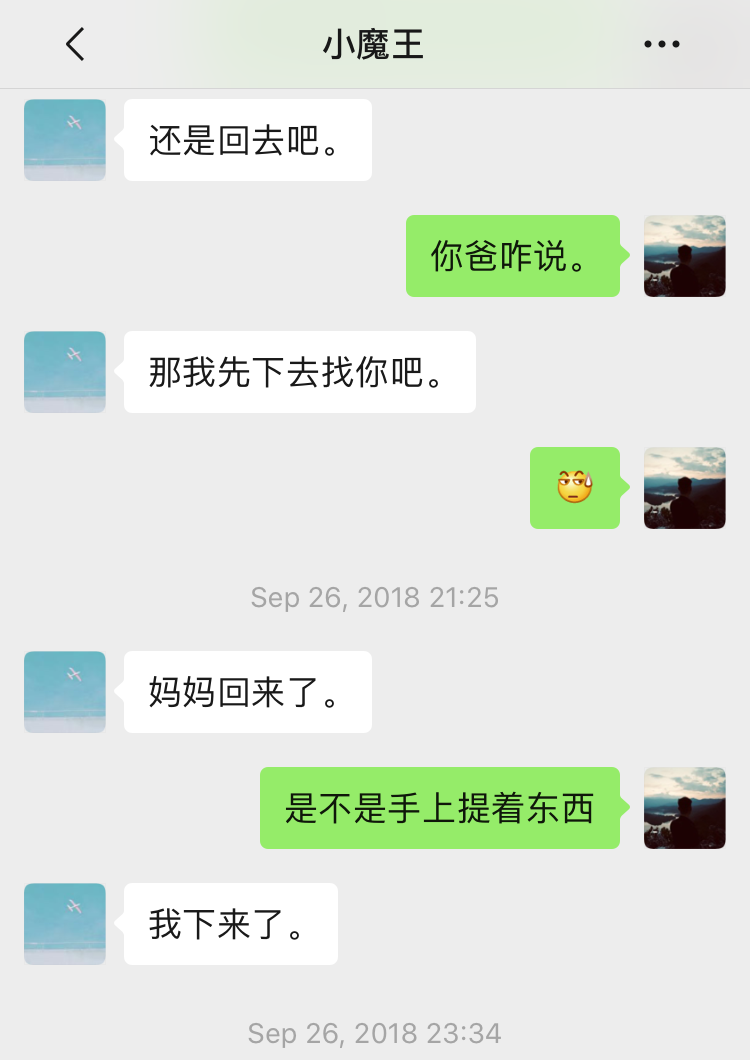 小魔王
还是回去吧。
你爸咋说。
那我先下去找你吧。
Sep 26, 2018 21:25
妈妈回来了。
是不是手上提着东西
我下来了。
Sep 26, 2018 23:34